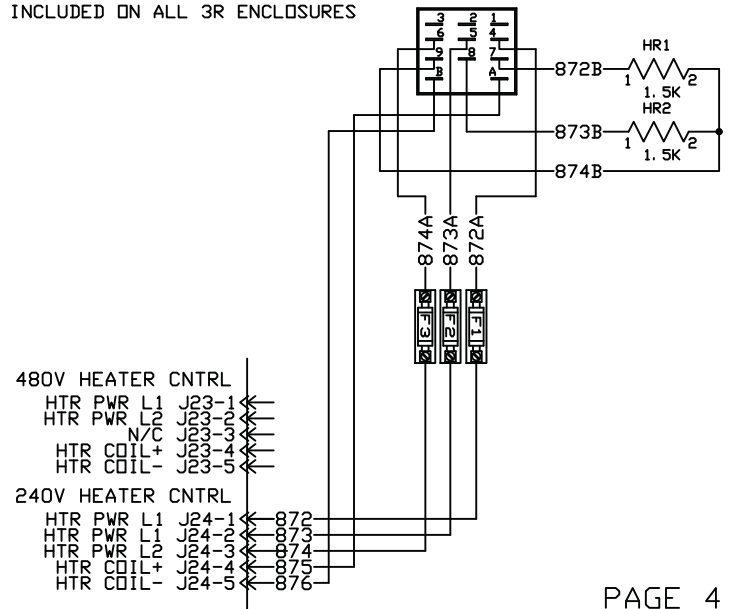 INCLUDED ON ALL 3R ENCLOSURES
3 2 1
6 5 4
9 8 7
B A
HR1
872B
1 2
1.5K
HR2
873B
1 2
1.5K
874B
874A
873A
872A
F3
F2
F1
480V HEATER CNTRL
HTR PWR L1 J23-1
HTR PWR L2 J23-2
N/C J23-3
HTR COIL+ J23-4
HTR COIL- J23-5
240V HEATER CNTRL
HTR PWR L1 J24-1 872
HTR PWR L1 J24-2 873
HTR PWR L2 J24-3 874
HTR COIL+ J24-4 875
HTR COIL- J24-5 876
PAGE 4